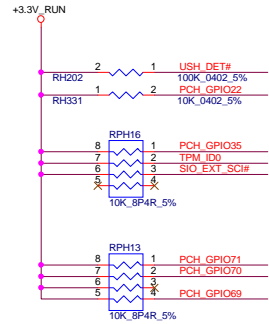 +3.3V_RUN
2 1 USH_DET#
RH202 100K_0402_5%
1 2 PCH_GPIO22
RH331 10K_0402_5%
RPH16
8 1 PCH_GPIO35
7 2 TPM_ID0
6 3 SIO_EXT_SCI#
5 4
10K_8P4R_5%
RPH13
8 1 PCH_GPIO71
7 2 PCH_GPIO70
6 3
5 4 PCH_GPIO69
10K_8P4R_5%